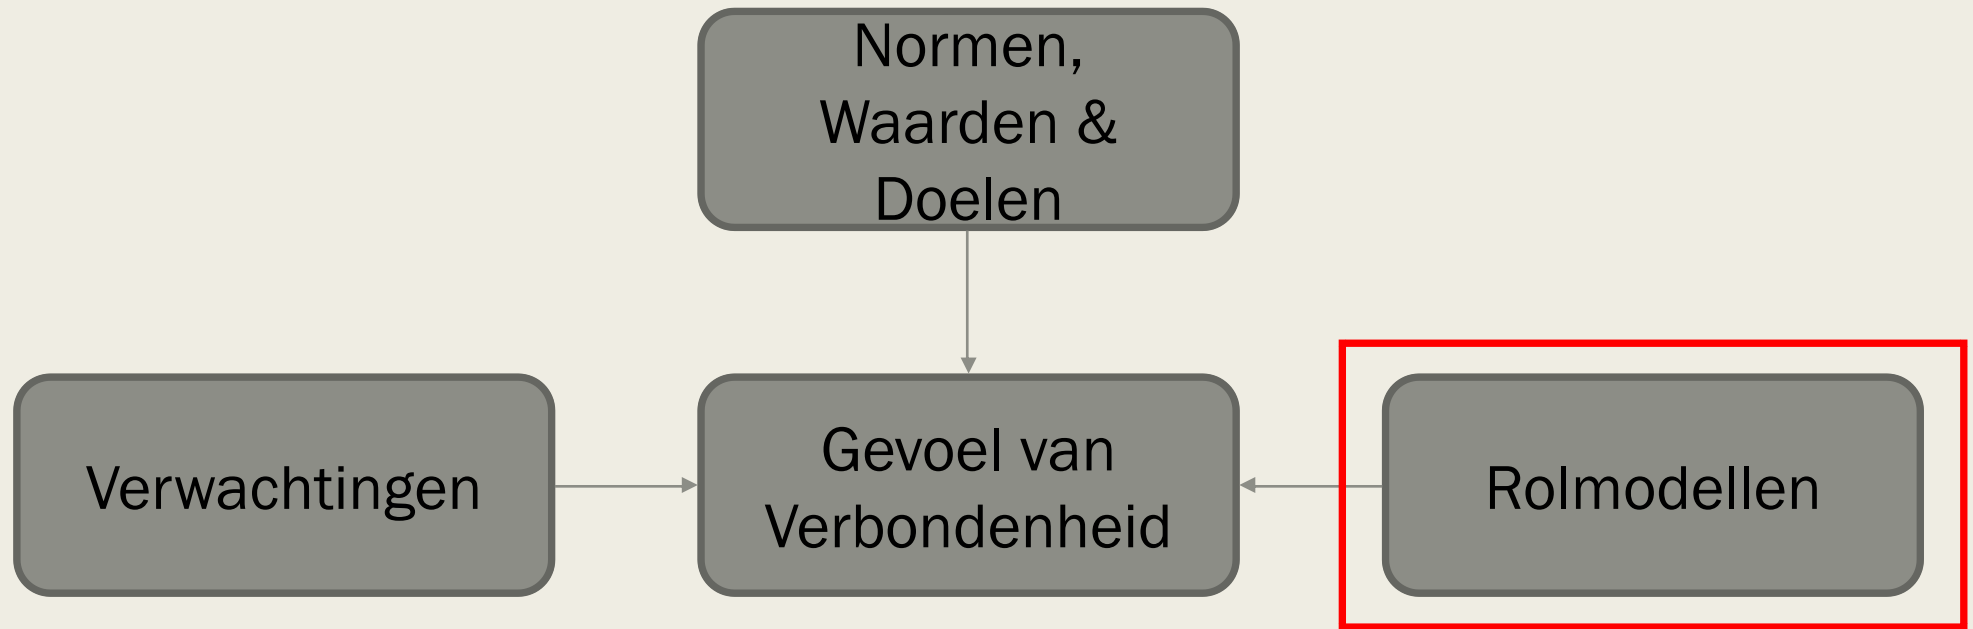 Normen,
Waarden &
Doelen
Verwachtingen
Gevoel van
Verbondenheid
Rolmodellen